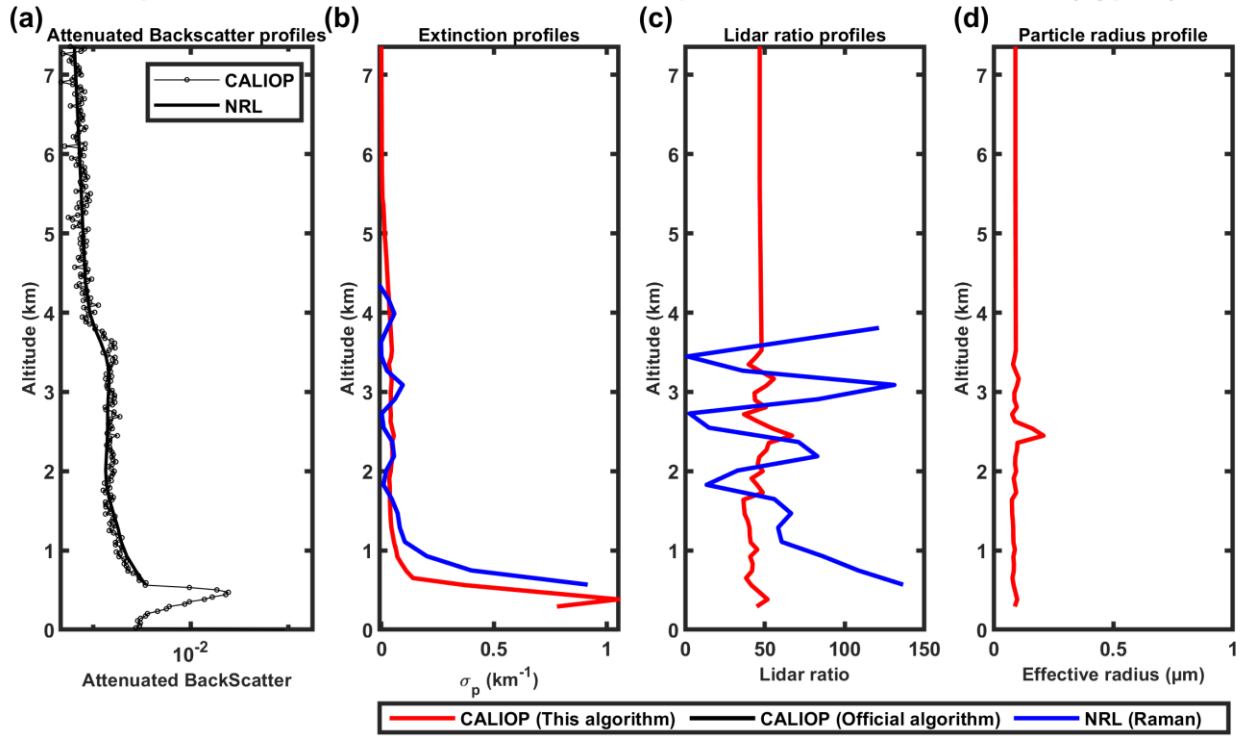 (a) (b) (c) (d)
Attenuated Backscatter profiles Extinction profiles Lidar ratio profiles Particle radius profile
CALIOP
NRL
7 7 7 7
6 6 6 6
5 5 5 5
4 4 4 4
3 3 3 3
2 2 2 2
1 1 1 1
0 0 0 0
Altitude (km) Altitude (km) Altitude (km) Altitude (km)
10-2 0 0.5 1 0 50 100 150 0 0.5 1
Attenuated BackScatter σp (km-1) Lidar ratio Effective radius (µm)
CALIOP (This algorithm) CALIOP (Official algorithm) NRL (Raman)